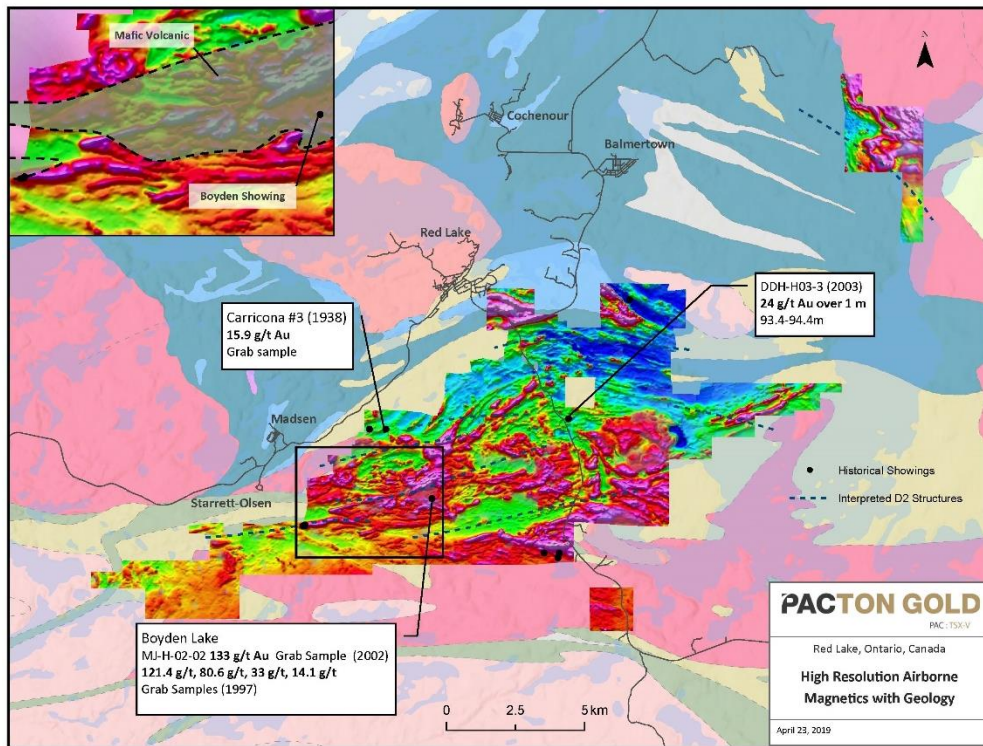 Mafic Volcanic
Boyden Showing
N
Cochenour
Balmertown
Red Lake
Carricona #3 (1938)
15.9 g/t Au
Grab sample
DDH-H03-3 (2003)
24 g/t Au over 1 m
93.4-94.4m
Madsen
Starrett-Olsen
Historical Showings
Interpreted D2 Structures
Boyden Lake
MJ-H-02-02 133 g/t Au Grab Sample (2002)
121.4 g/t, 80.6 g/t, 33 g/t, 14.1 g/t
Grab Samples (1997)
0 2.5 5 km
PACTON GOLD
PAC : TSX-V
Red Lake, Ontario, Canada
High Resolution Airborne
Magnetics with Geology
April 23, 2019